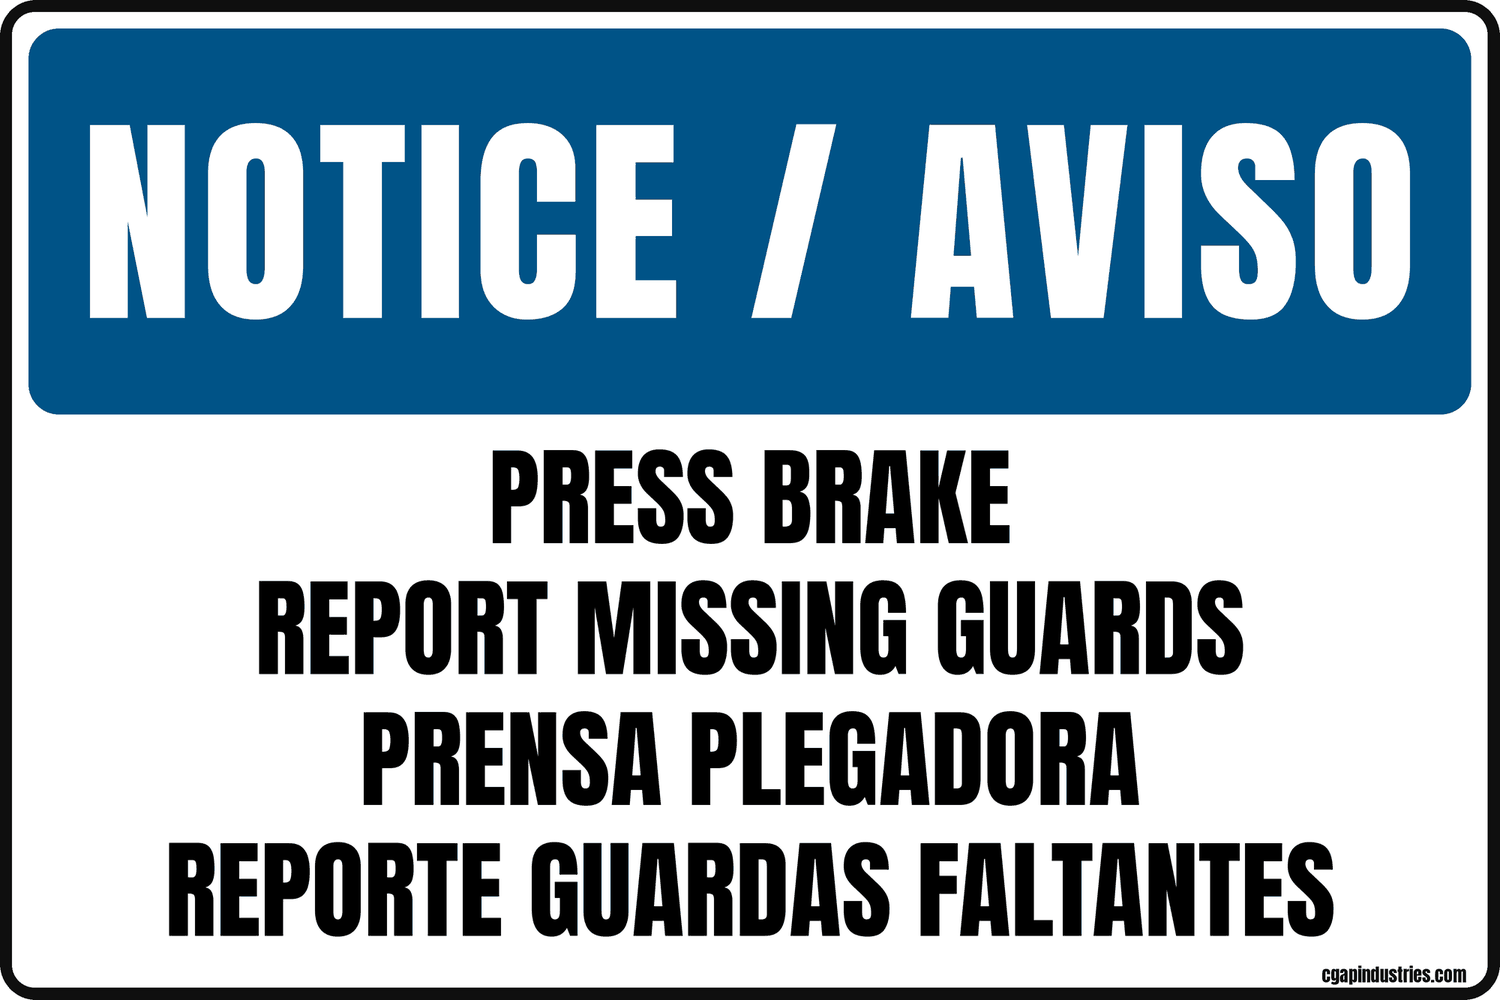 NOTICE / AVISO
PRESS BRAKE
REPORT MISSING GUARDS
PRENSA PLEGADORA
REPORTE GUARDAS FALTANTES
cgapindustries.com